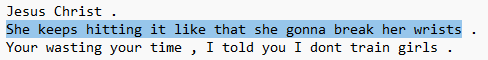 Jesus Christ .
She keeps hitting it like that she gonna break her wrists .
Your wasting your time , I told you I dont train girls .